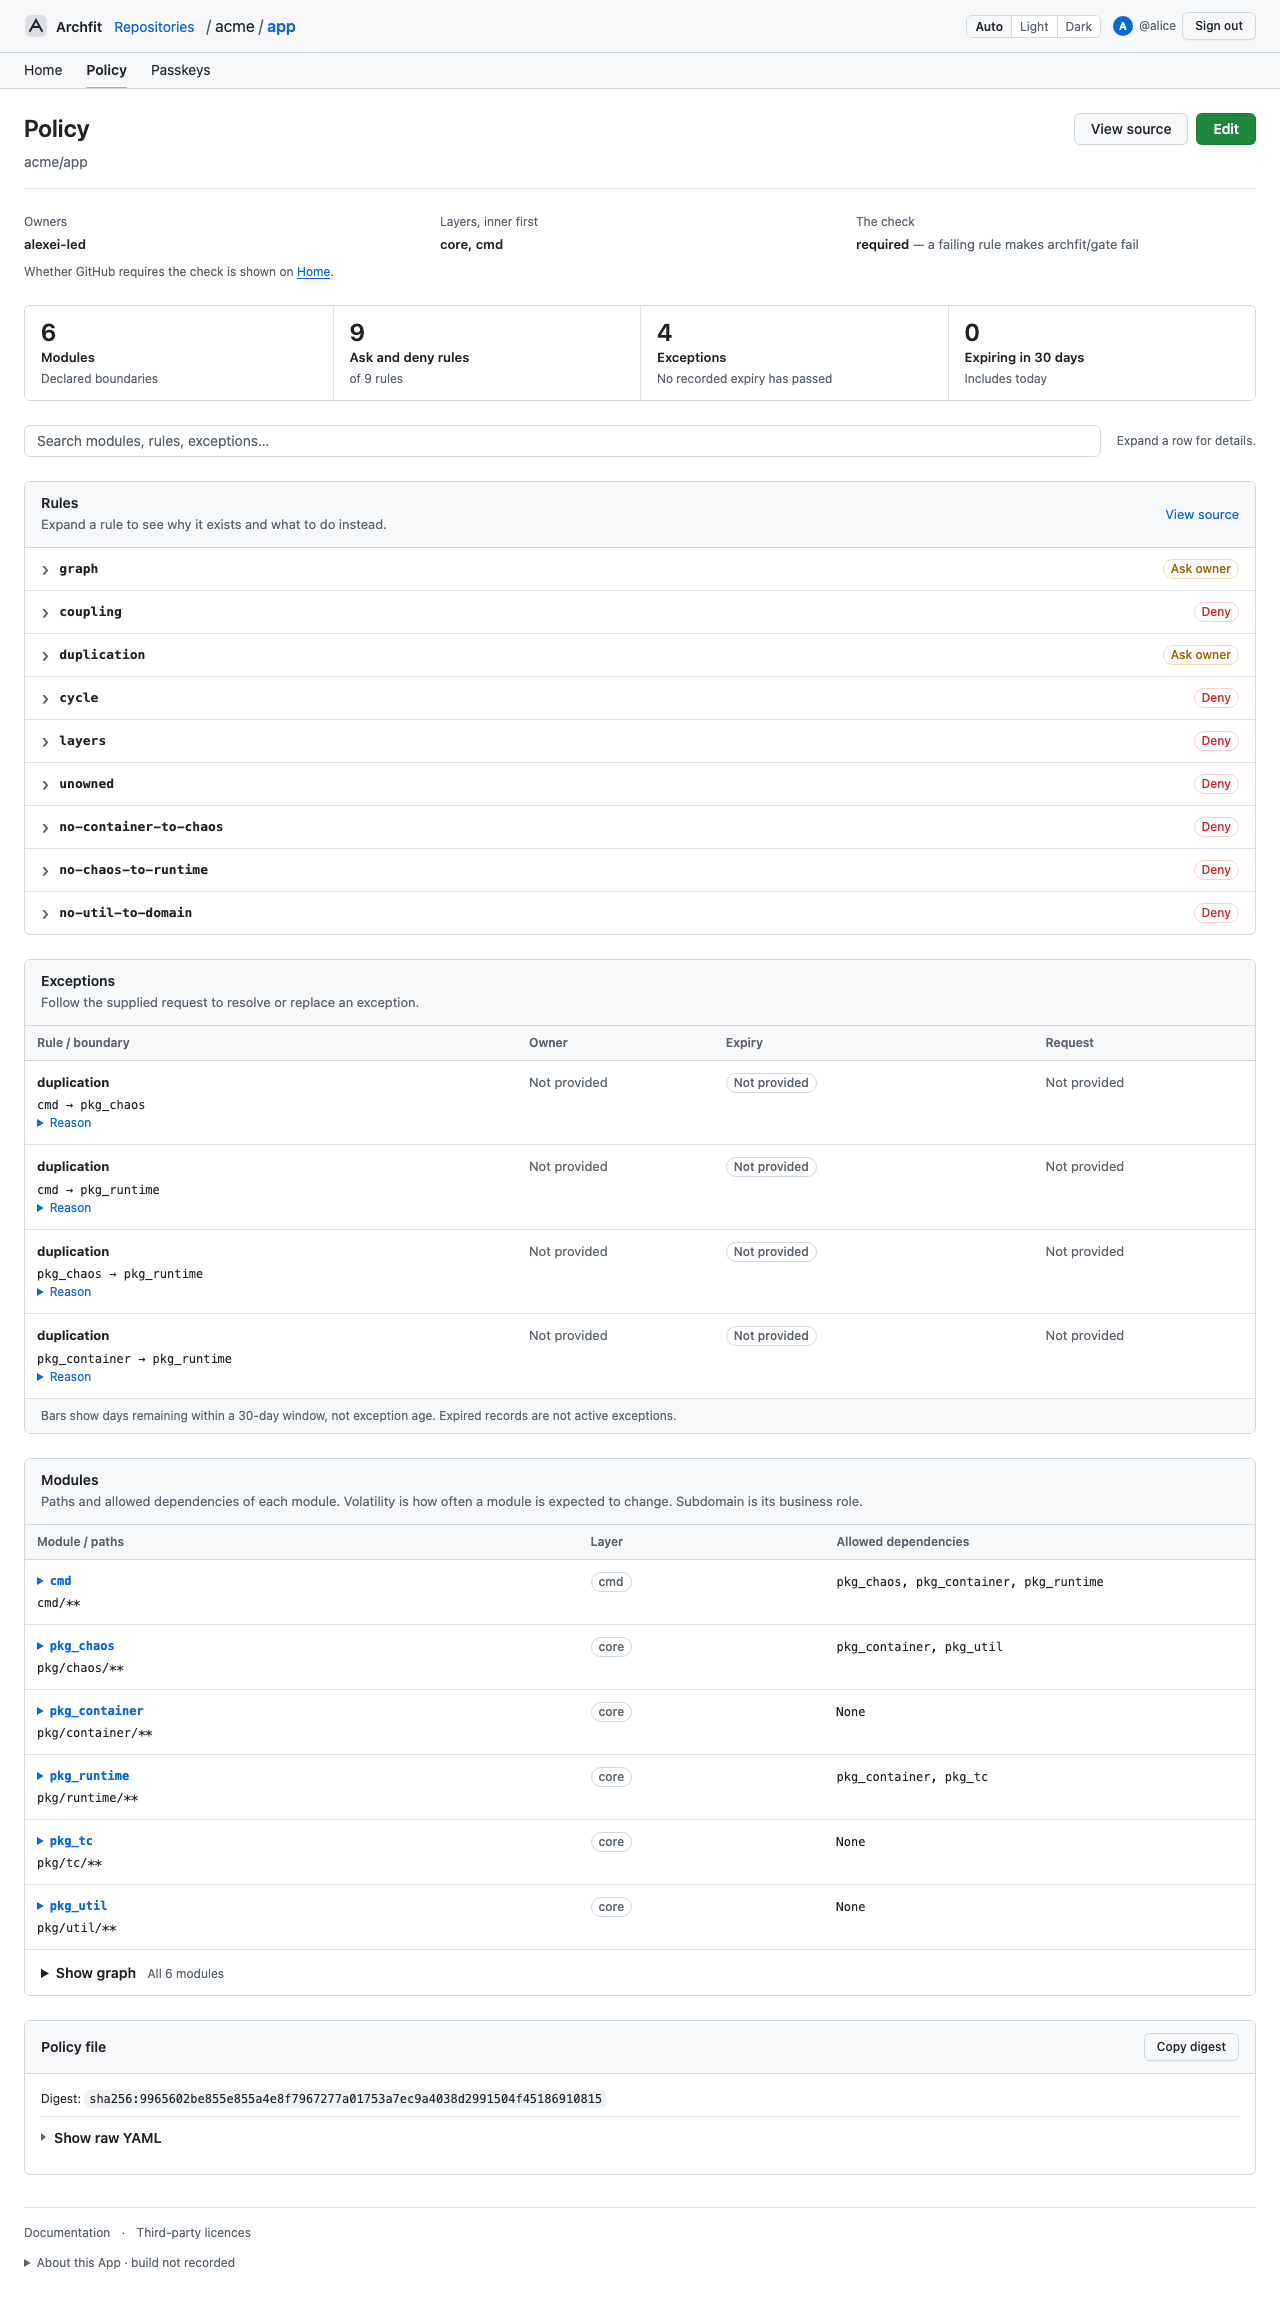 Archfit Repositories / acme / app
Auto Light Dark A @alice Sign out
Home Policy Passkeys
Policy
View source Edit
acme/app
Owners
alexei-led
Layers, inner first
core, cmd
The check
required — a failing rule makes archfit/gate fail
Whether GitHub requires the check is shown on Home.
6
Modules
Declared boundaries
9
Ask and deny rules
of 9 rules
4
Exceptions
No recorded expiry has passed
0
Expiring in 30 days
Includes today
Search modules, rules, exceptions...
Expand a row for details.
Rules
Expand a rule to see why it exists and what to do instead.
View source
graph Ask owner
coupling Deny
duplication Ask owner
cycle Deny
layers Deny
unowned Deny
no-container-to-chaos Deny
no-chaos-to-runtime Deny
no-util-to-domain Deny
Exceptions
Follow the supplied request to resolve or replace an exception.
Rule / boundary Owner Expiry Request
duplication Not provided Not provided Not provided
cmd → pkg_chaos
Reason
duplication Not provided Not provided Not provided
cmd → pkg_runtime
Reason
duplication Not provided Not provided Not provided
pkg_chaos → pkg_runtime
Reason
duplication Not provided Not provided Not provided
pkg_container → pkg_runtime
Reason
Bars show days remaining within a 30-day window, not exception age. Expired records are not active exceptions.
Modules
Paths and allowed dependencies of each module. Volatility is how often a module is expected to change. Subdomain is its business role.
Module / paths Layer Allowed dependencies
cmd cmd pkg_chaos, pkg_container, pkg_runtime
cmd/**
pkg_chaos core pkg_container, pkg_util
pkg/chaos/**
pkg_container core None
pkg/container/**
pkg_runtime core pkg_container, pkg_tc
pkg/runtime/**
pkg_tc core None
pkg/tc/**
pkg_util core None
pkg/util/**
Show graph All 6 modules
Policy file Copy digest
Digest: sha256:9965602be855e855a4e8f7967277a01753a7ec9a4038d2991504f45186910815
Show raw YAML
Documentation · Third-party licences
About this App · build not recorded